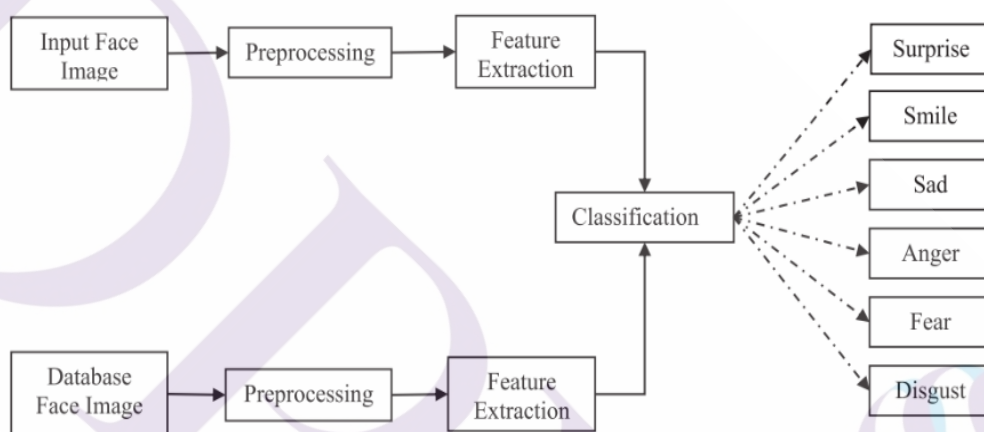 Input Face
Image
Preprocessing
Feature
Extraction
Surprise
Smile
Sad
Classification
Anger
Fear
Database
Face Image
Preprocessing
Feature
Extraction
Disgust